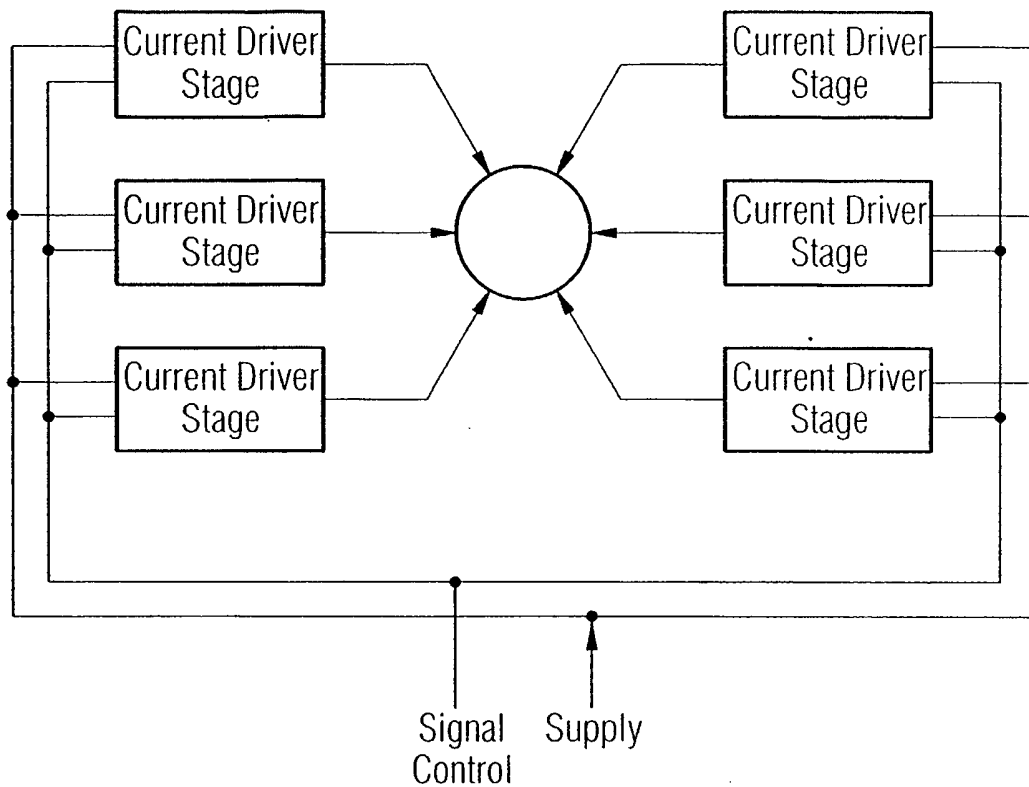 Current Driver
Stage
Current Driver
Stage
Current Driver
Stage
Current Driver
Stage
Current Driver
Stage
Current Driver
Stage
Signal
Control
Supply